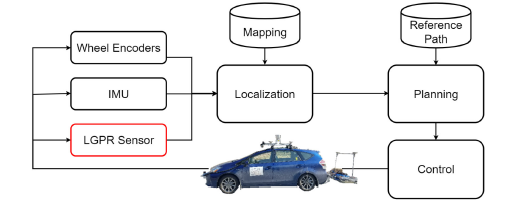 Wheel Encoders
IMU
LGPR Sensor
Mapping
Localization
Reference
Path
Planning
Control